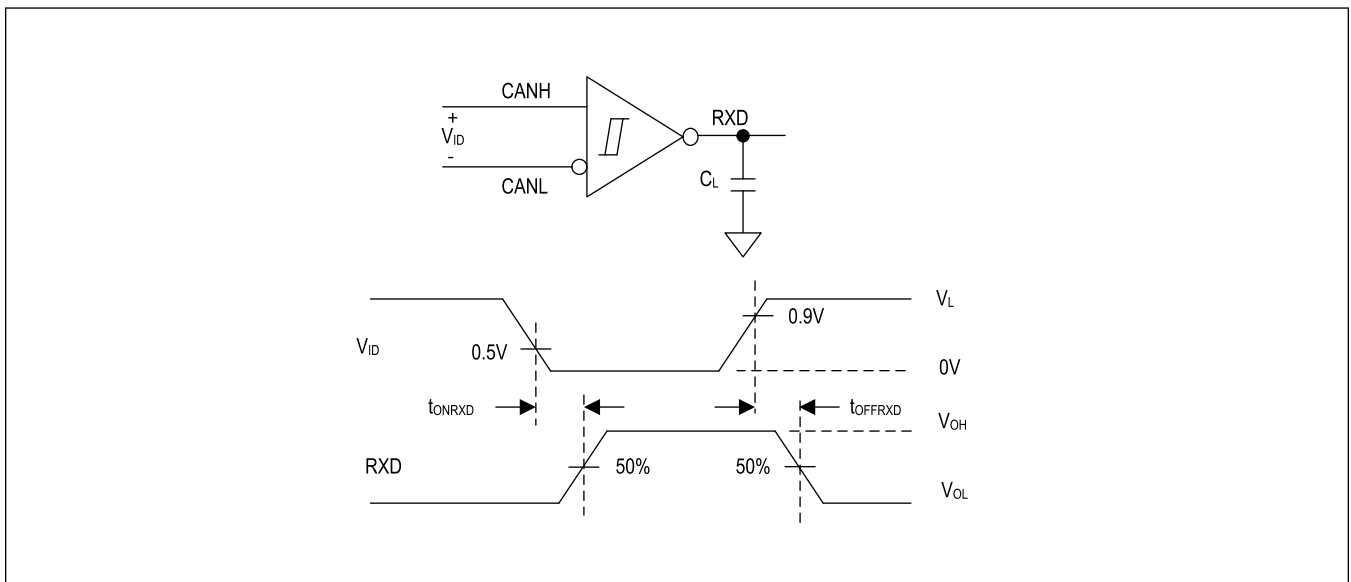 CANH
+
VID
-
CANL
RXD
CL
VL
0.9V
VID
0.5V
0V
tONRXD
tOFFRXD
VOH
RXD
50%
50%
VOL